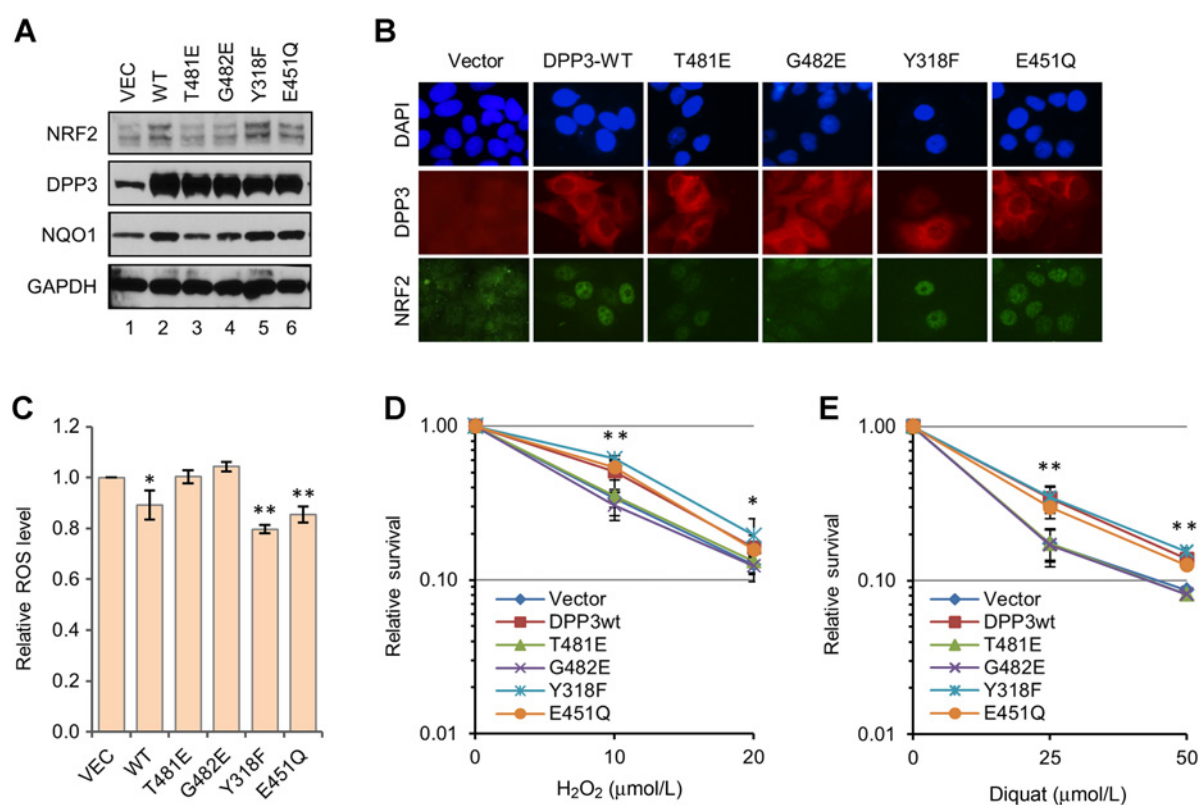 A
VEC
WT
T481E
G482E
Y318F
E451Q
NRF2
DPP3
NQO1
GAPDH
1 2 3 4 5 6
B
Vector DPP3-WT T481E G482E Y318F E451Q
DAPI
DPP3
NRF2
C
Relative ROS level
1.2
1.0
0.8
0.6
0.4
0.2
0.0
*
**
**
VEC
WT
T481E
G482E
Y318F
E451Q
D
Relative survival
1.00
0.10
0.01
**
*
Vector
DPP3wt
T481E
G482E
Y318F
E451Q
0 10 20
H₂O₂ (μmol/L)
E
Relative survival
1.00
0.10
0.01
**
**
Vector
DPP3wt
T481E
G482E
Y318F
E451Q
0 25 50
Diquat (μmol/L)